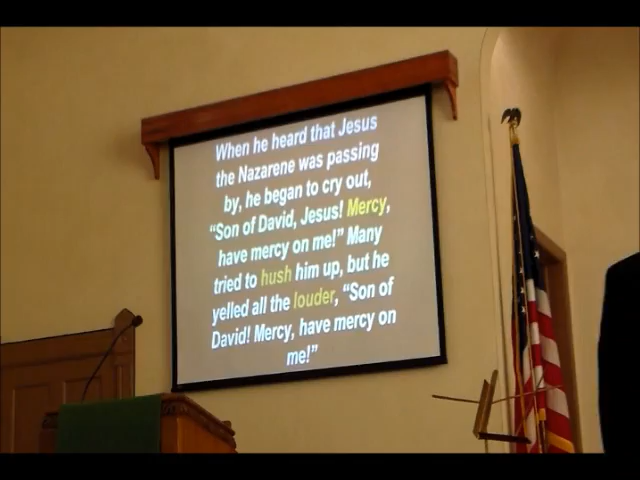 When he heard that Jesus
the Nazarene was passing
by, he began to cry out,
“Son of David, Jesus! Mercy,
have mercy on me!” Many
tried to hush him up, but he
yelled all the louder, “Son of
David! Mercy, have mercy on
me!”